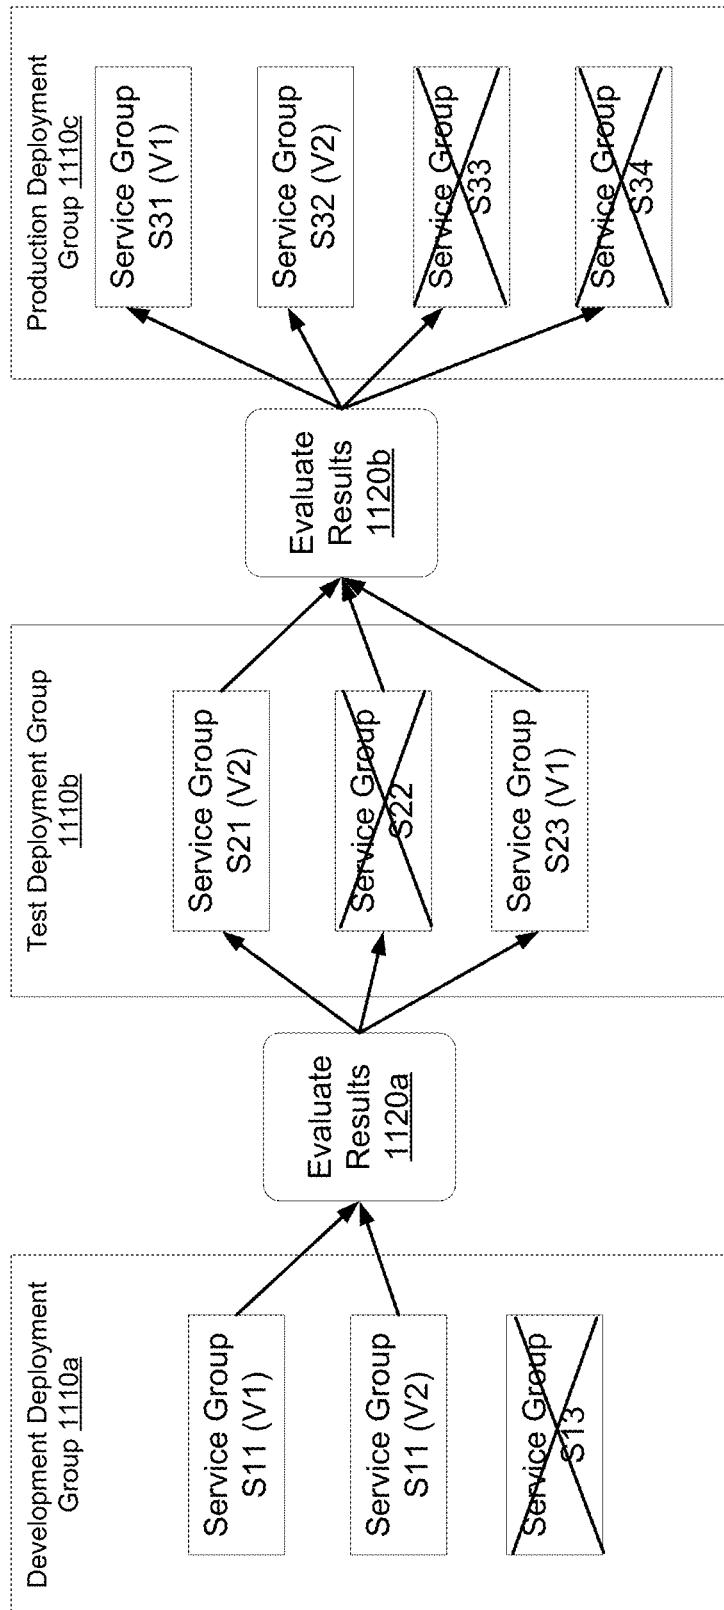 Development Deployment
Group 1110a
Service Group
S11 (V1)
Service Group
S11 (V2)
Service Group
S13
Evaluate
Results
1120a
Test Deployment Group
1110b
Service Group
S21 (V2)
Service Group
S22
Service Group
S23 (V1)
Evaluate
Results
1120b
Production Deployment
Group 1110c
Service Group
S31 (V1)
Service Group
S32 (V2)
Service Group
S33
Service Group
S34